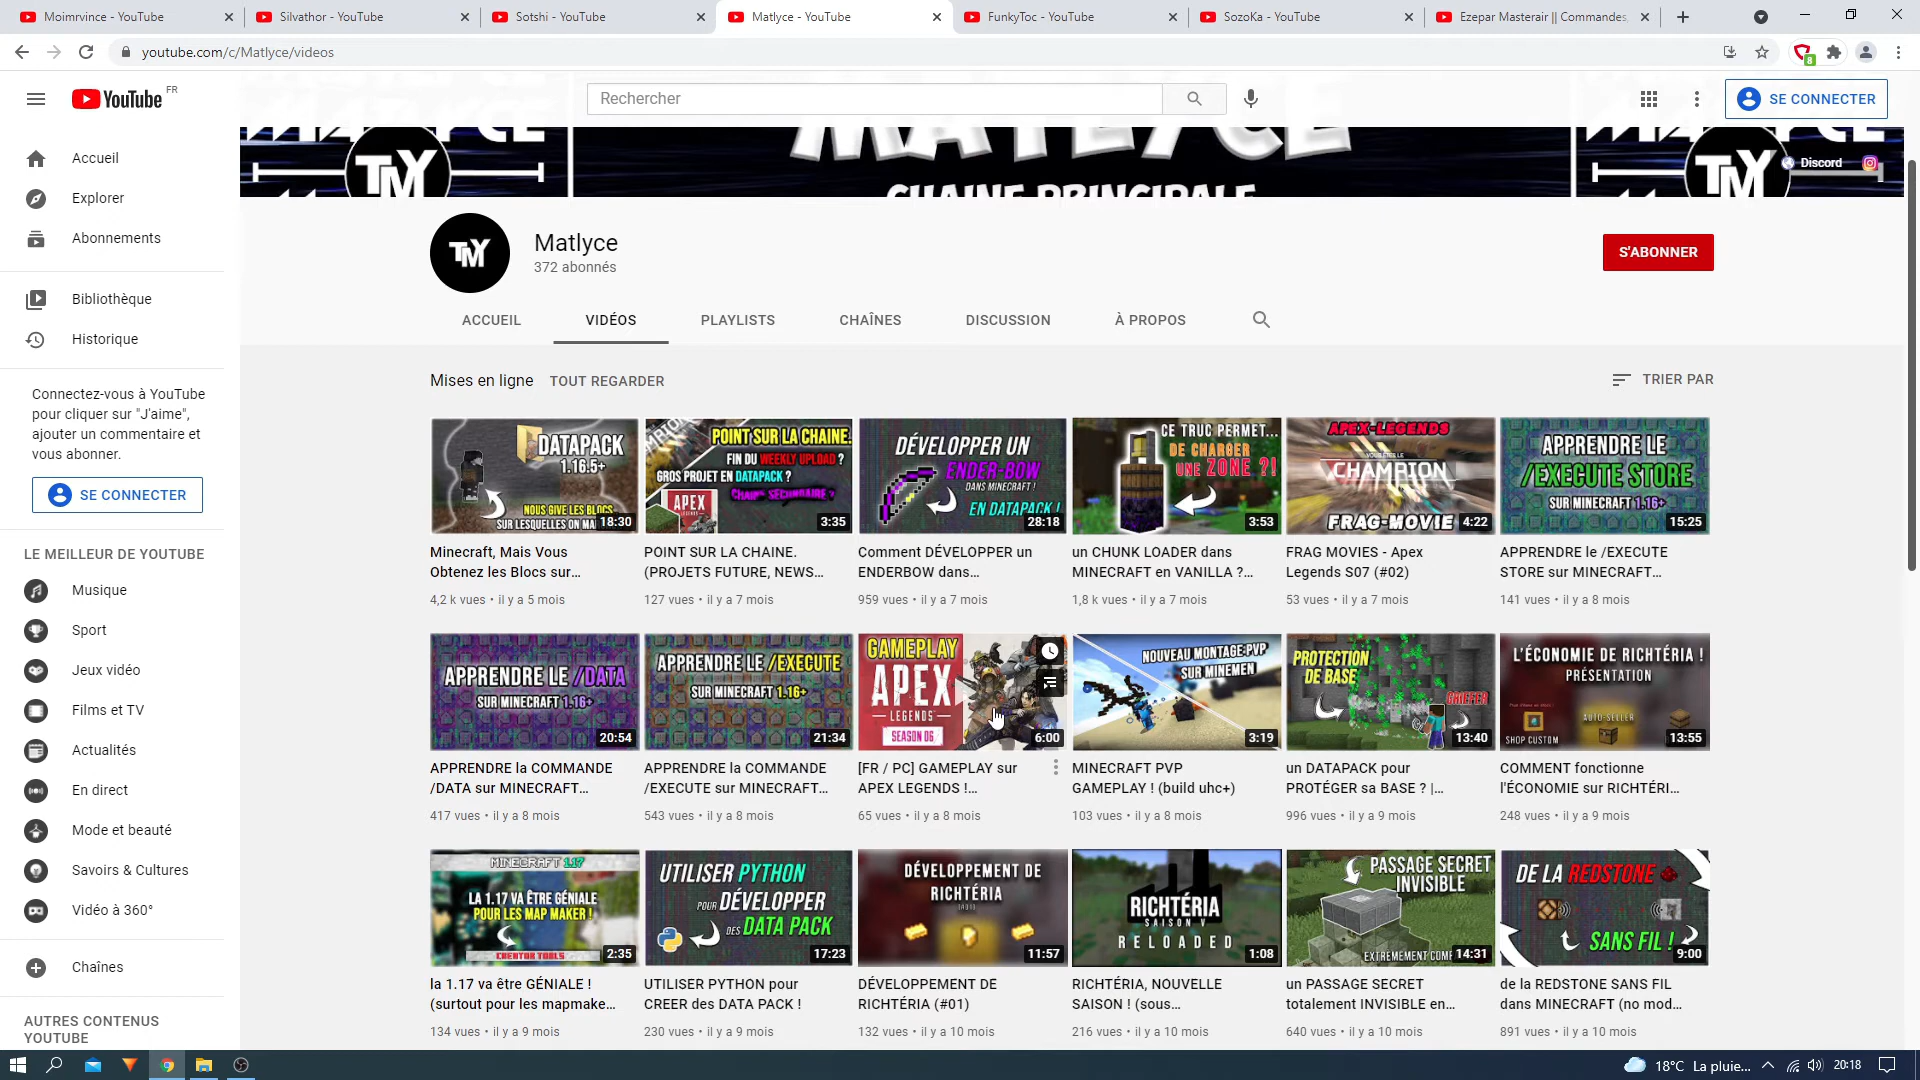 Moimrvince - YouTube
Silvathor - YouTube
Sotshi - YouTube
Matlyce - YouTube
FunkyToc - YouTube
SozoKa - YouTube
Ezepar Masterair || Commandes,
youtube.com/c/Matlyce/videos
8
YouTube FR
Rechercher
SE CONNECTER
CHAINE PRINCIPALE
TMY
TMY
Discord
Accueil
Explorer
Abonnements
Bibliothèque
Historique
Connectez-vous à YouTube
pour cliquer sur "J'aime",
ajouter un commentaire et
vous abonner.
SE CONNECTER
LE MEILLEUR DE YOUTUBE
Musique
Sport
Jeux vidéo
Films et TV
Actualités
En direct
Mode et beauté
Savoirs & Cultures
Vidéo à 360°
Chaînes
AUTRES CONTENUS
YOUTUBE
TMY
Matlyce
372 abonnés
S'ABONNER
ACCUEIL
VIDÉOS
PLAYLISTS
CHAÎNES
DISCUSSION
À PROPOS
Mises en ligne
TOUT REGARDER
TRIER PAR
DATAPACK
1.16.5+
NOUS GIVE LES BLOCS
SUR LESQUELLES ON MA
18:30
Minecraft, Mais Vous
Obtenez les Blocs sur...
4,2 k vues • il y a 5 mois
POINT SUR LA CHAINE.
FIN DU WEEKLY UPLOAD ?
GROS PROJET EN DATAPACK ?
CHAINE SECONDAIRE ?
APEX
3:35
POINT SUR LA CHAINE.
(PROJETS FUTURE, NEWS...
127 vues • il y a 7 mois
DÉVELOPPER UN
ENDER-BOW
DANS MINECRAFT !
EN DATAPACK !
28:18
Comment DÉVELOPPER un
ENDERBOW dans...
959 vues • il y a 7 mois
CE TRUC PERMET...
DE CHARGER
UNE ZONE ?!
3:53
un CHUNK LOADER dans
MINECRAFT en VANILLA ?...
1,8 k vues • il y a 7 mois
APEX-LEGENDS
CHAMPION
FRAG-MOVIE
4:22
FRAG MOVIES - Apex
Legends S07 (#02)
53 vues • il y a 7 mois
APPRENDRE LE
/EXECUTE STORE
SUR MINECRAFT 1.16+
15:25
APPRENDRE le /EXECUTE
STORE sur MINECRAFT...
141 vues • il y a 8 mois
APPRENDRE LE /DATA
SUR MINECRAFT 1.16+
20:54
APPRENDRE la COMMANDE
/DATA sur MINECRAFT...
417 vues • il y a 8 mois
APPRENDRE LE /EXECUTE
SUR MINECRAFT 1.16+
21:34
APPRENDRE la COMMANDE
/EXECUTE sur MINECRAFT...
543 vues • il y a 8 mois
GAMEPLAY
APEX
LEGENDS
SEASON 06
6:00
[FR / PC] GAMEPLAY sur
APEX LEGENDS !...
65 vues • il y a 8 mois
NOUVEAU MONTAGE PVP
SUR MINEMEN
3:19
MINECRAFT PVP
GAMEPLAY ! (build uhc+)
103 vues • il y a 8 mois
PROTECTION
DE BASE
GRIEFER
13:40
un DATAPACK pour
PROTÉGER sa BASE ? |...
996 vues • il y a 9 mois
L'ÉCONOMIE DE RICHTÉRIA !
PRÉSENTATION
AUTO-SELLER
SHOP CUSTOM
13:55
COMMENT fonctionne
l'ÉCONOMIE sur RICHTÉRI...
248 vues • il y a 9 mois
MINECRAFT 1.17
LA 1.17 VA ÊTRE GÉNIALE
POUR LES MAP MAKER !
CREATOR TOOLS
2:35
la 1.17 va être GÉNIALE !
(surtout pour les mapmake...
134 vues • il y a 9 mois
UTILISER PYTHON
POUR DÉVELOPPER
DES DATA PACK !
17:23
UTILISER PYTHON pour
CREER des DATA PACK !
230 vues • il y a 9 mois
DÉVELOPPEMENT DE
RICHTÉRIA
11:57
DÉVELOPPEMENT DE
RICHTÉRIA (#01)
132 vues • il y a 10 mois
RICHTÉRIA
SAISON V
RELOADED
1:08
RICHTÉRIA, NOUVELLE
SAISON ! (sous...
216 vues • il y a 10 mois
PASSAGE SECRET
INVISIBLE
EXTREMEMENT COMP
14:31
un PASSAGE SECRET
totalement INVISIBLE en...
640 vues • il y a 10 mois
DE LA REDSTONE
SANS FIL !
9:00
de la REDSTONE SANS FIL
dans MINECRAFT (no mod...
891 vues • il y a 10 mois
18°C La pluie...
20:18